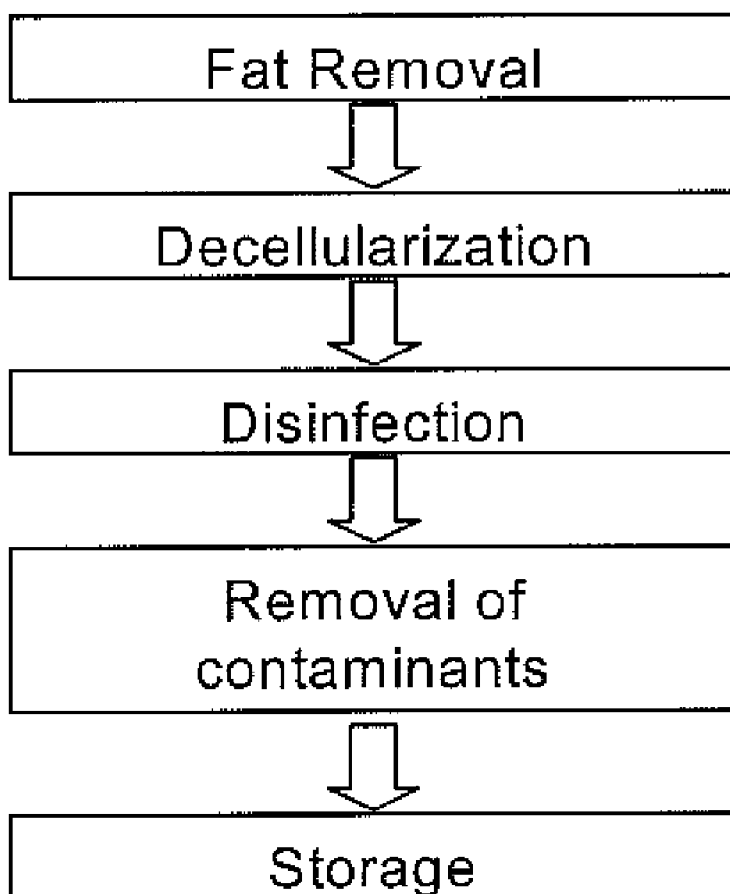 Fat Removal
Decellularization
Disinfection
Removal of
contaminants
Storage